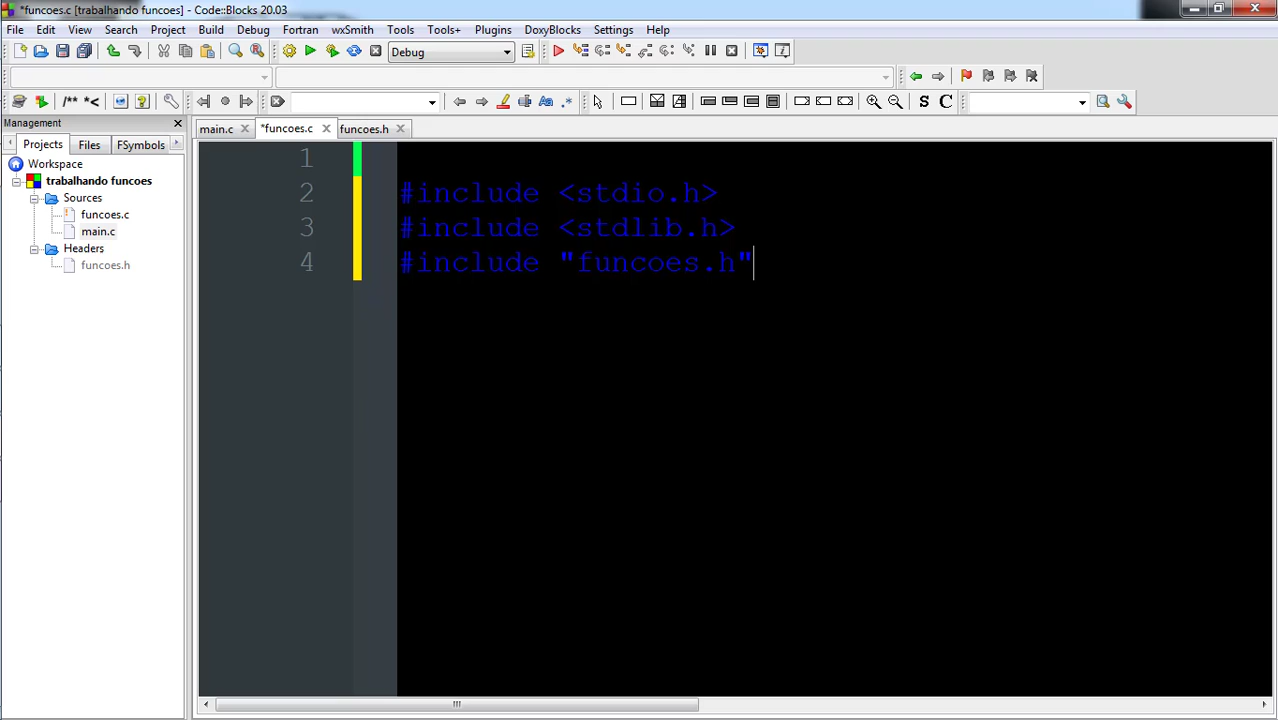 *funcoes.c [trabalhando funcoes] - Code::Blocks 20.03
File Edit View Search Project Build Debug Fortran wxSmith Tools Tools+ Plugins DoxyBlocks Settings Help
Debug
/** *<
Aa .*
S C
Management
Projects Files FSymbols
main.c *funcoes.c funcoes.h
Workspace
trabalhando funcoes
Sources
funcoes.c
main.c
Headers
funcoes.h
1
2 #include <stdio.h>
3 #include <stdlib.h>
4 #include "funcoes.h"